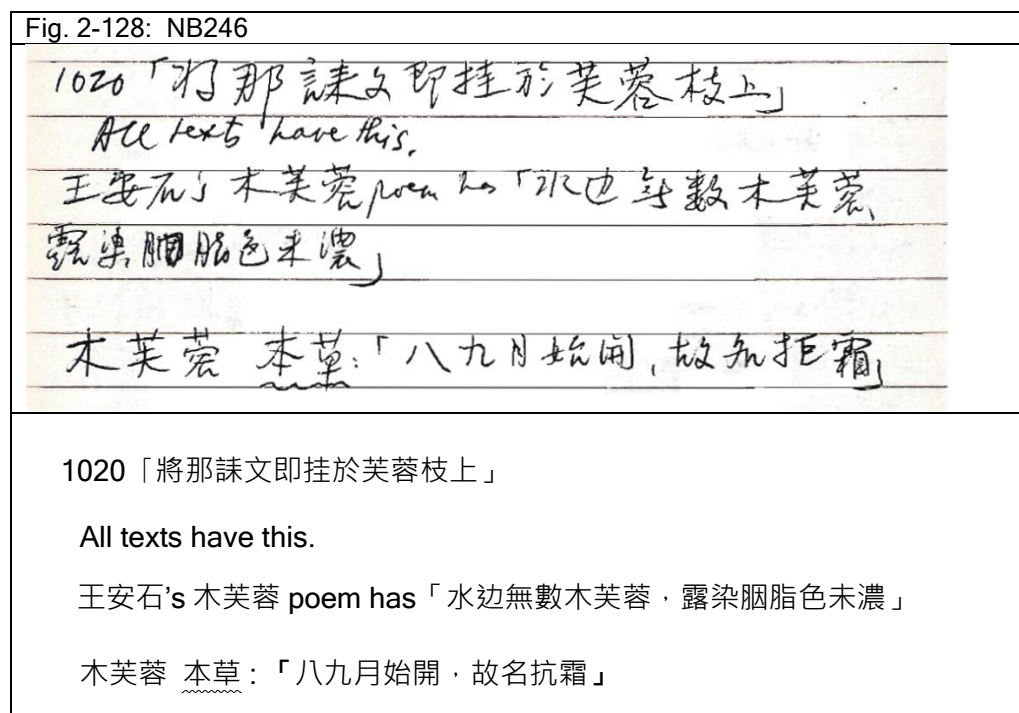 Fig. 2-128: NB246
1020「将那誄文即挂於芙蓉枝上」
All texts have this.
王安石's 木芙蓉 poem has「水边無數木芙蓉
露染胭脂色未濃」
木芙蓉 本草:「八九月始開,故名拒霜」
1020「將那誄文即挂於芙蓉枝上」
All texts have this.
王安石's 木芙蓉 poem has「水边無數木芙蓉,露染胭脂色未濃」
木芙蓉 本草:「八九月始開,故名抗霜」